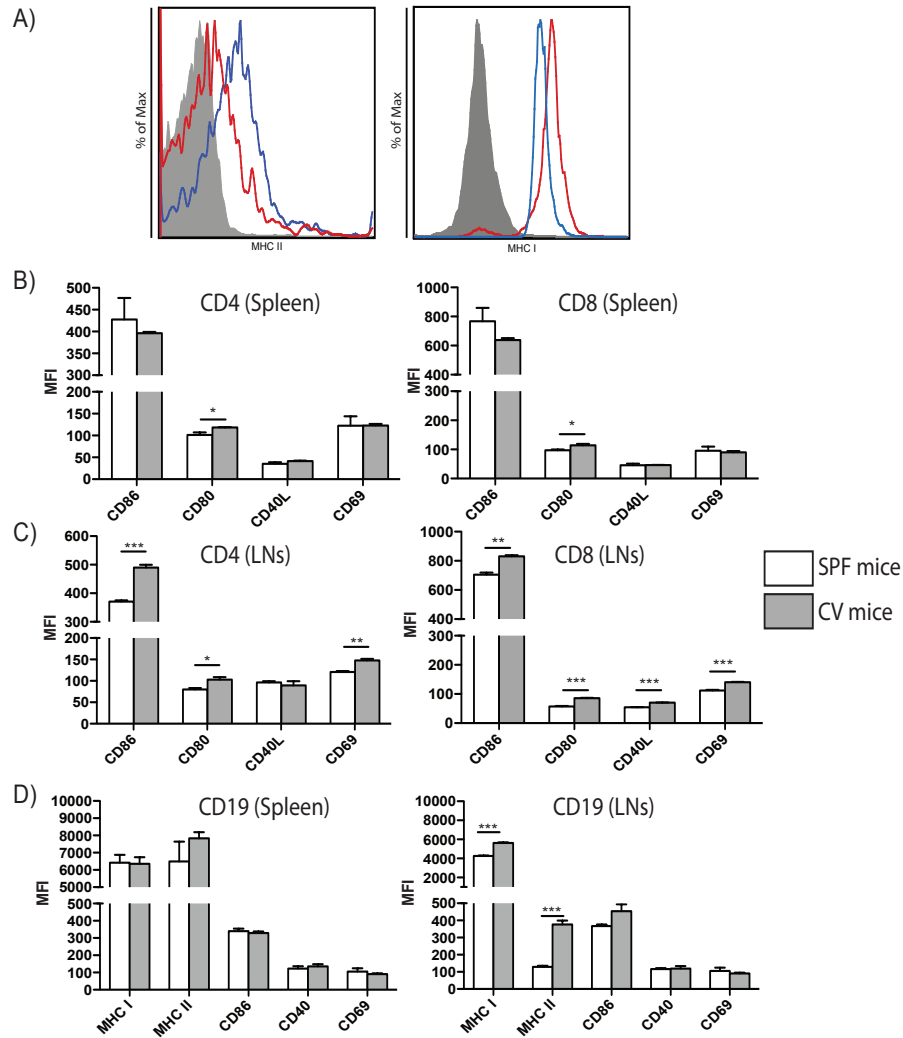 A)
% of Max
MHC II
% of Max
MHC I
B)
CD4 (Spleen)
MFI
500
450
400
350
300
200
150
100
50
0
*
CD86
CD80
CD40L
CD69
CD8 (Spleen)
MFI
1000
800
600
400
300
200
100
0
*
CD86
CD80
CD40L
CD69
C)
CD4 (LNs)
MFI
600
500
400
300
200
150
100
50
0
***
*
**
CD86
CD80
CD40L
CD69
CD8 (LNs)
MFI
1000
800
600
400
300
200
100
0
**
***
***
***
CD86
CD80
CD40L
CD69
SPF mice
CV mice
D)
CD19 (Spleen)
MFI
10000
9000
8000
7000
6000
5000
500
400
300
200
100
0
MHC I
MHC II
CD86
CD40
CD69
CD19 (LNs)
MFI
10000
8000
6000
4000
2000
500
400
300
200
100
0
***
***
MHC I
MHC II
CD86
CD40
CD69